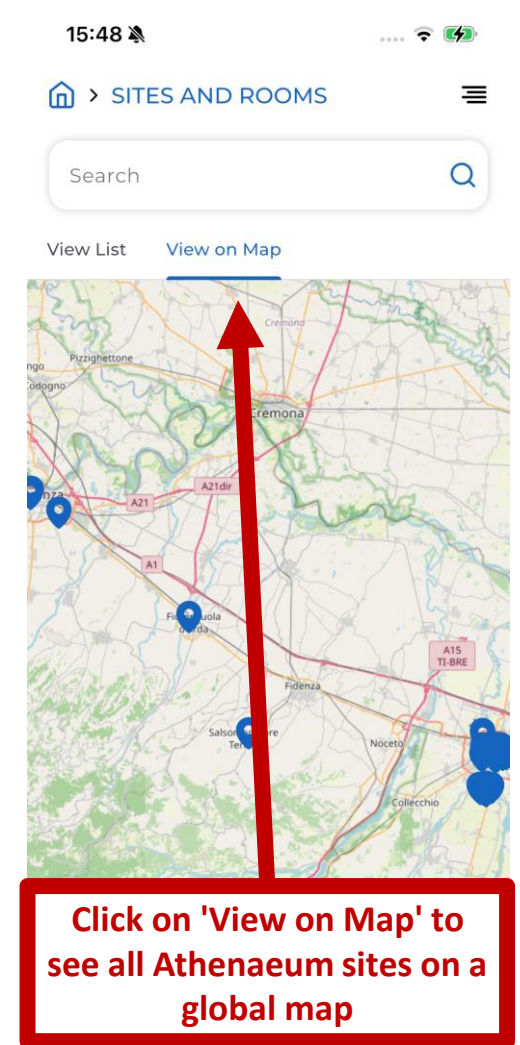 15:48
> SITES AND ROOMS
Search
View List View on Map
Cremona
Pizzighettone
Cremona
A21dir
A21
A1
A15
TI-BRE
Fidenza
Noceto
Collecchio
Click on 'View on Map' to
see all Athenaeum sites on a
global map